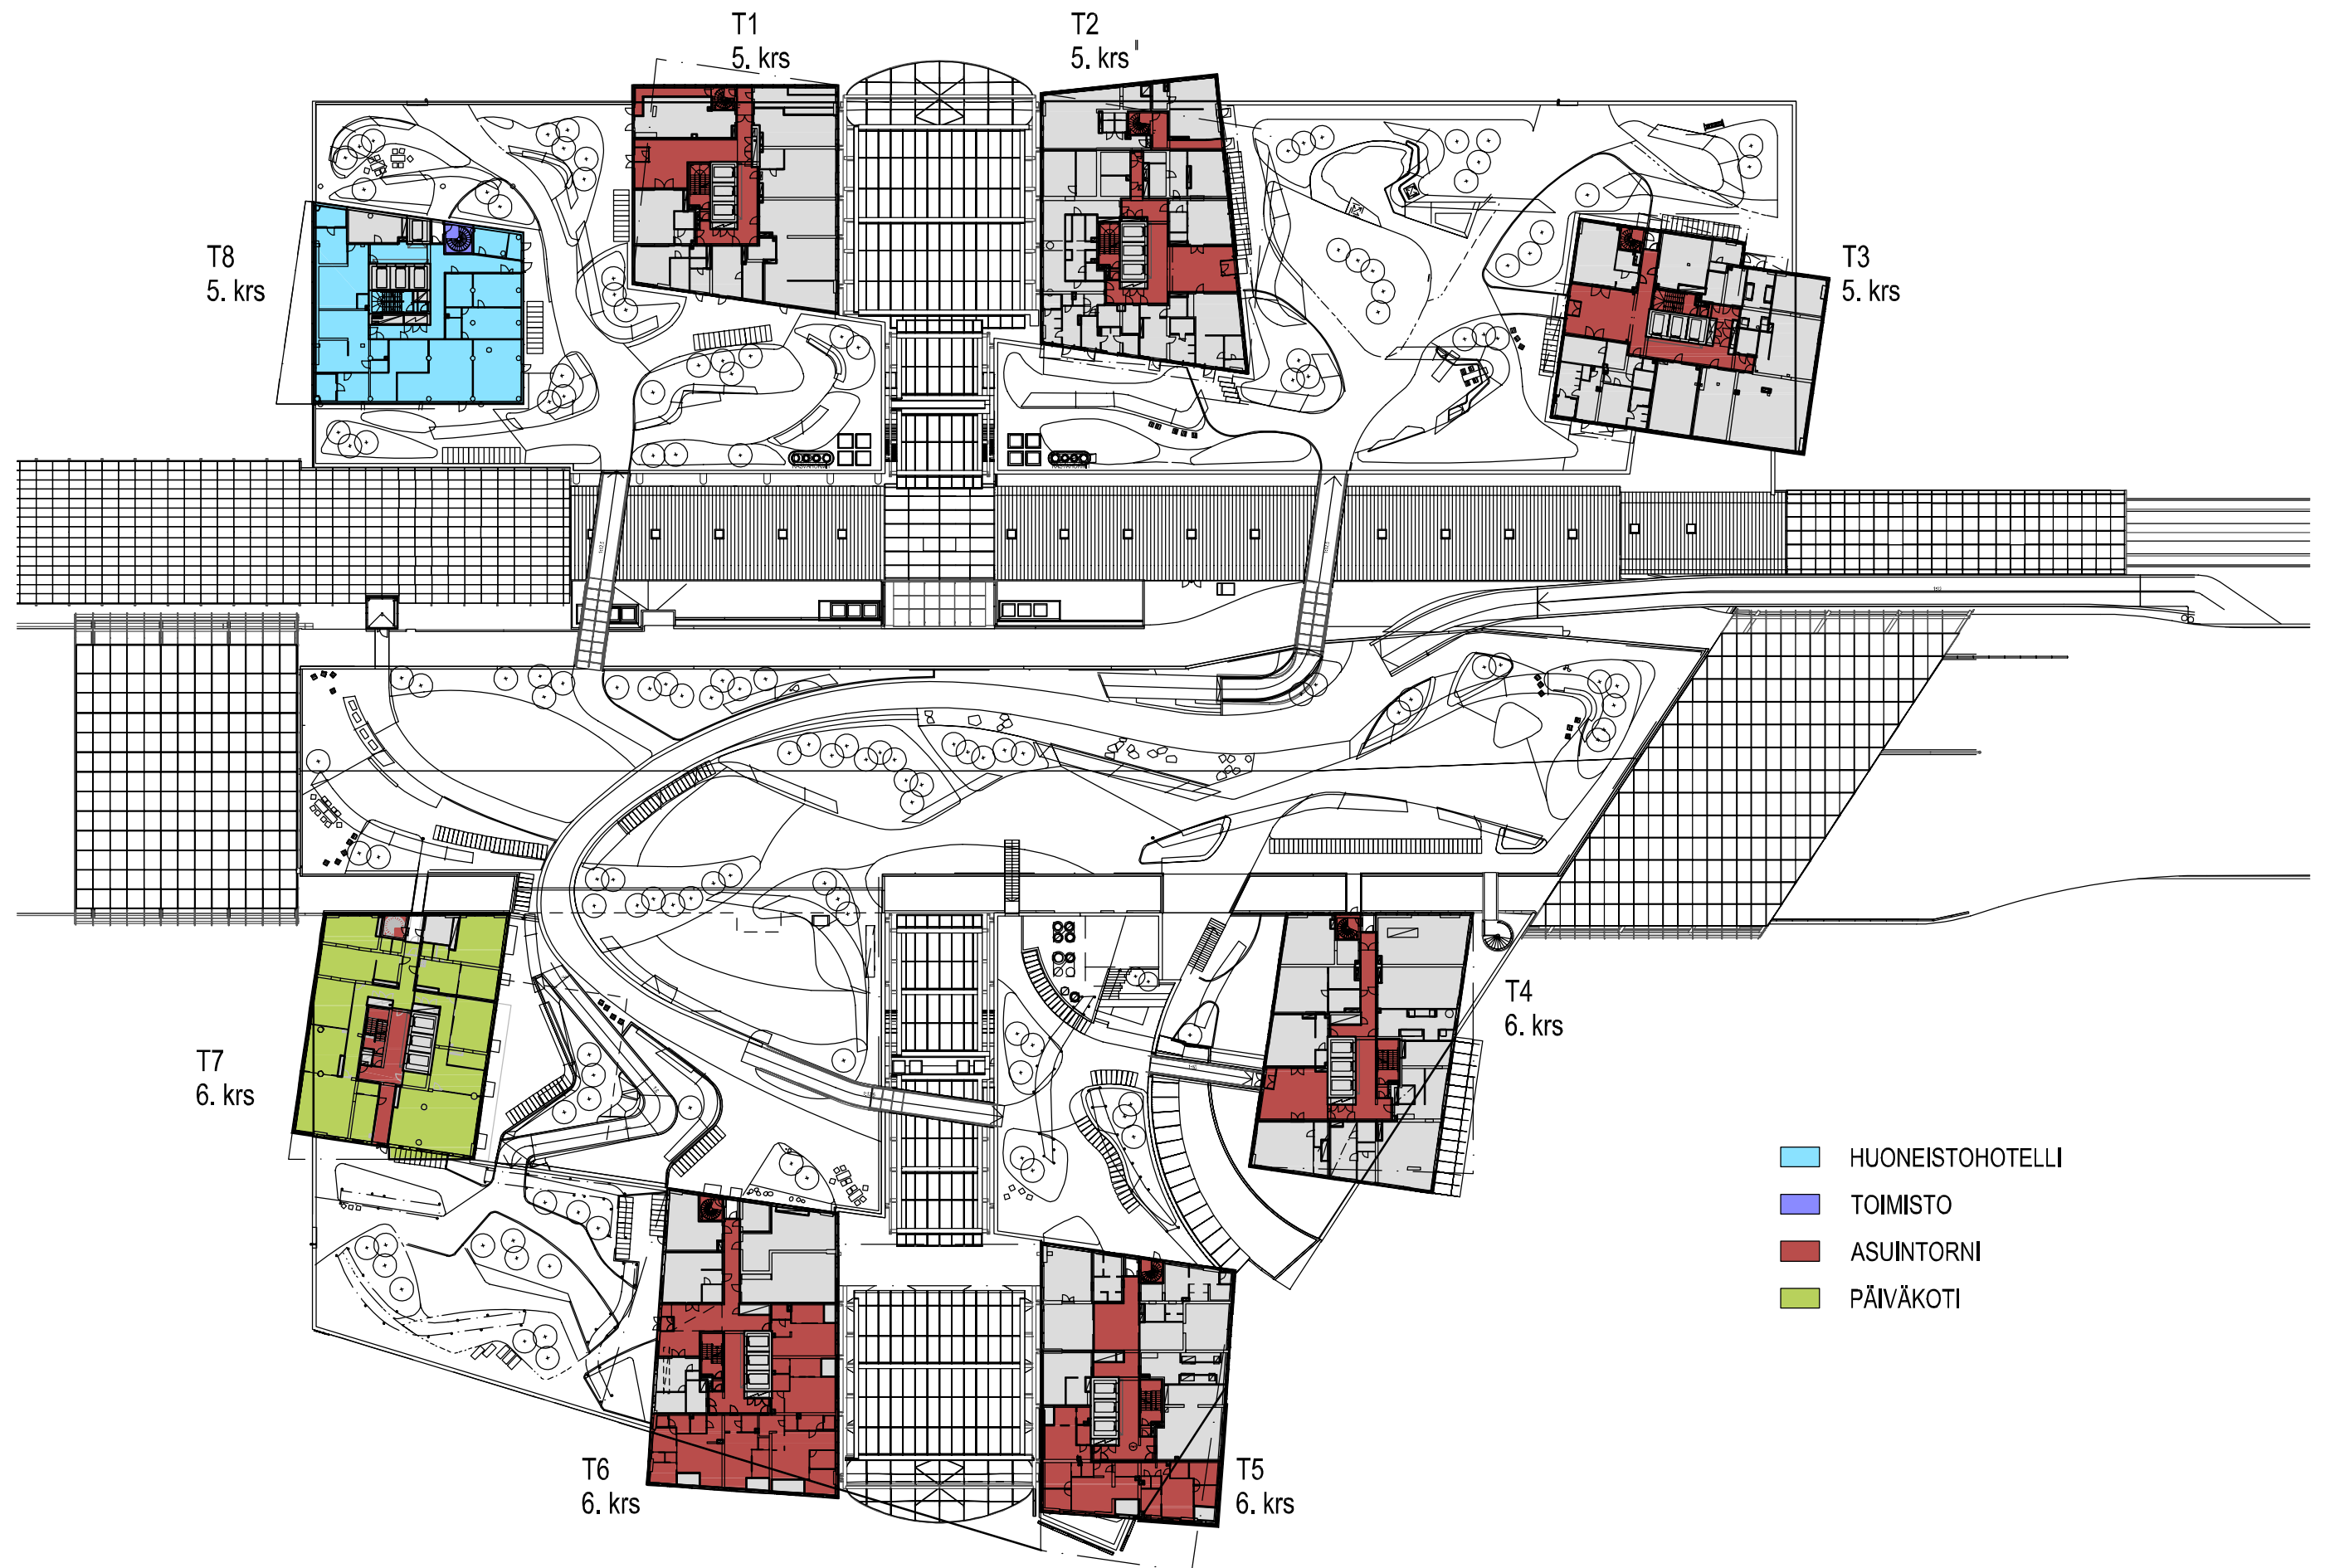 T1
5. krs
T2
5. krs
T8
5. krs
T3
5. krs
T4
6. krs
T7
6. krs
HUONEISTOHOTELLI
TOIMISTO
ASUINTORNI
PÄIVÄKOTI
T6
6. krs
T5
6. krs